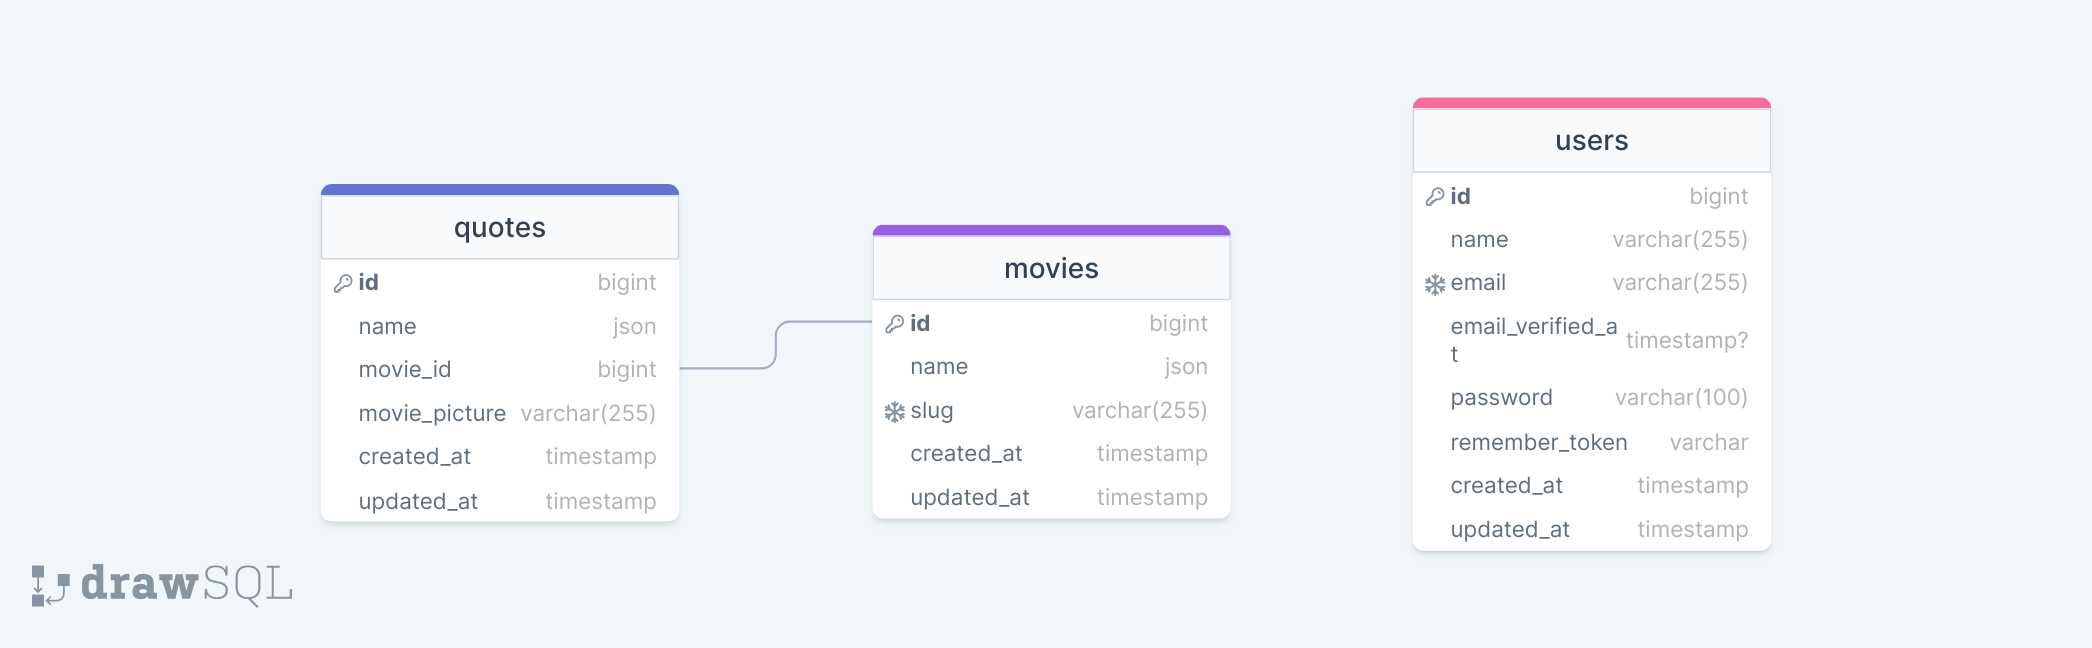 quotes
id bigint
name json
movie_id bigint
movie_picture varchar(255)
created_at timestamp
updated_at timestamp
movies
id bigint
name json
slug varchar(255)
created_at timestamp
updated_at timestamp
users
id bigint
name varchar(255)
email varchar(255)
email_verified_a timestamp?
t
password varchar(100)
remember_token varchar
created_at timestamp
updated_at timestamp
drawSQL